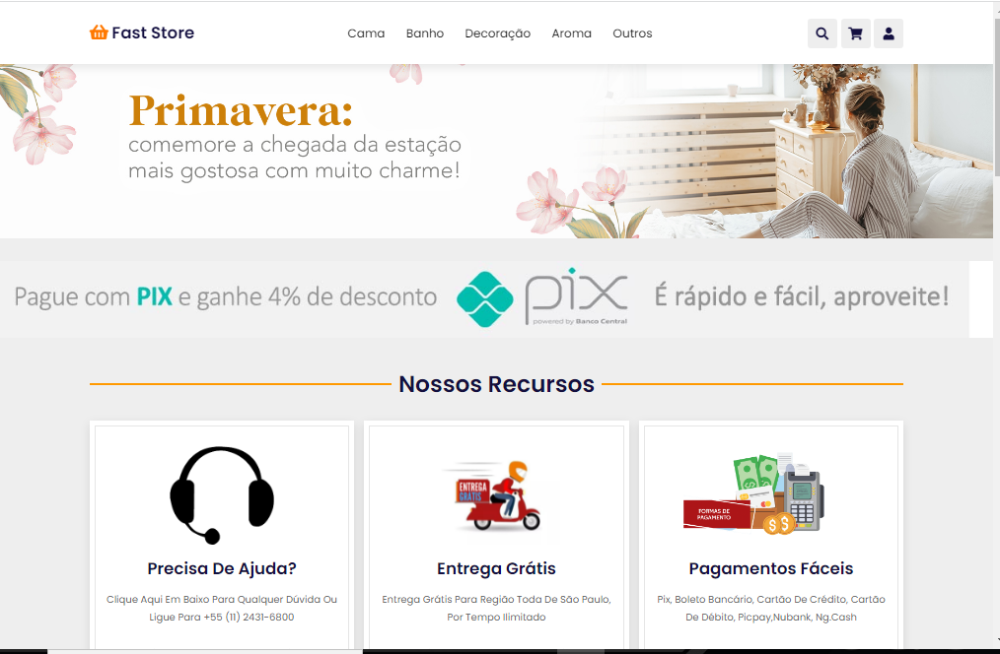 Fast Store
Cama Banho Decoração Aroma Outros
Primavera:
comemore a chegada da estação
mais gostosa com muito charme!
Pague com PIX e ganhe 4% de desconto
pix
powered by Banco Central
É rápido e fácil, aproveite!
Nossos Recursos
ENTREGA
GRÁTIS
FORMAS DE
PAGAMENTO
Precisa De Ajuda?
Clique Aqui Em Baixo Para Qualquer Dúvida Ou
Ligue Para +55 (11) 2431-6800
Entrega Grátis
Entrega Grátis Para Região Toda De São Paulo,
Por Tempo Ilimitado
Pagamentos Fáceis
Pix, Boleto Bancário, Cartão De Crédito, Cartão
De Débito, Picpay,Nubank, Ng.Cash